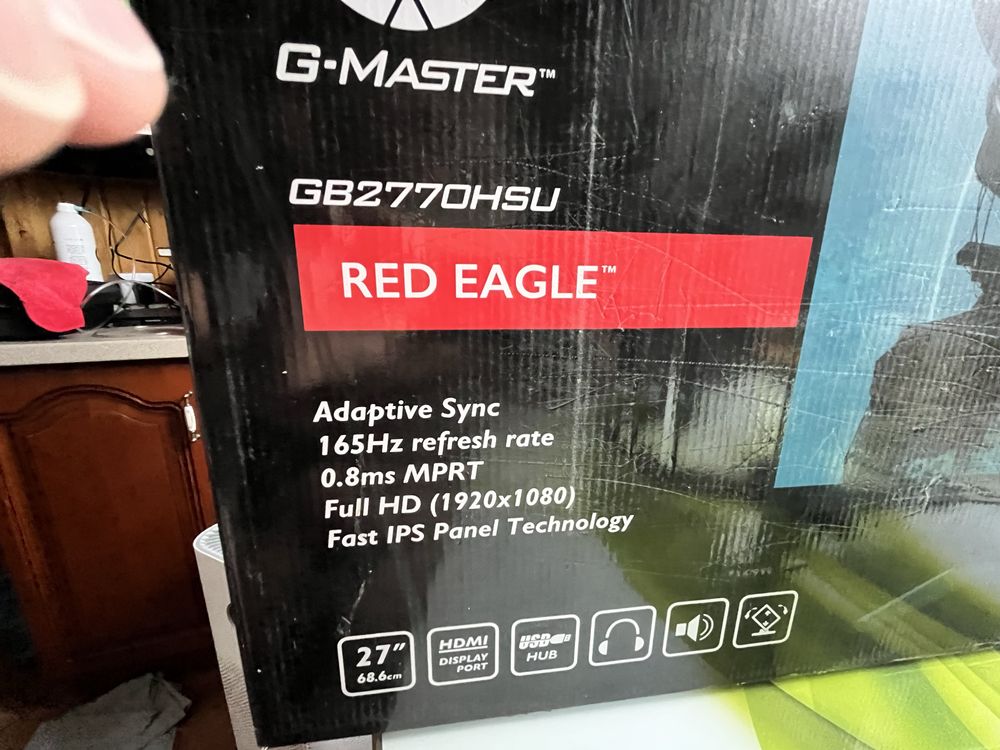 G-MASTER™
GB2770HSU
RED EAGLE™
Adaptive Sync
165Hz refresh rate
0.8ms MPRT
Full HD (1920x1080)
Fast IPS Panel Technology
27"
68.6cm
HDMI
DISPLAY
PORT
USB
HUB